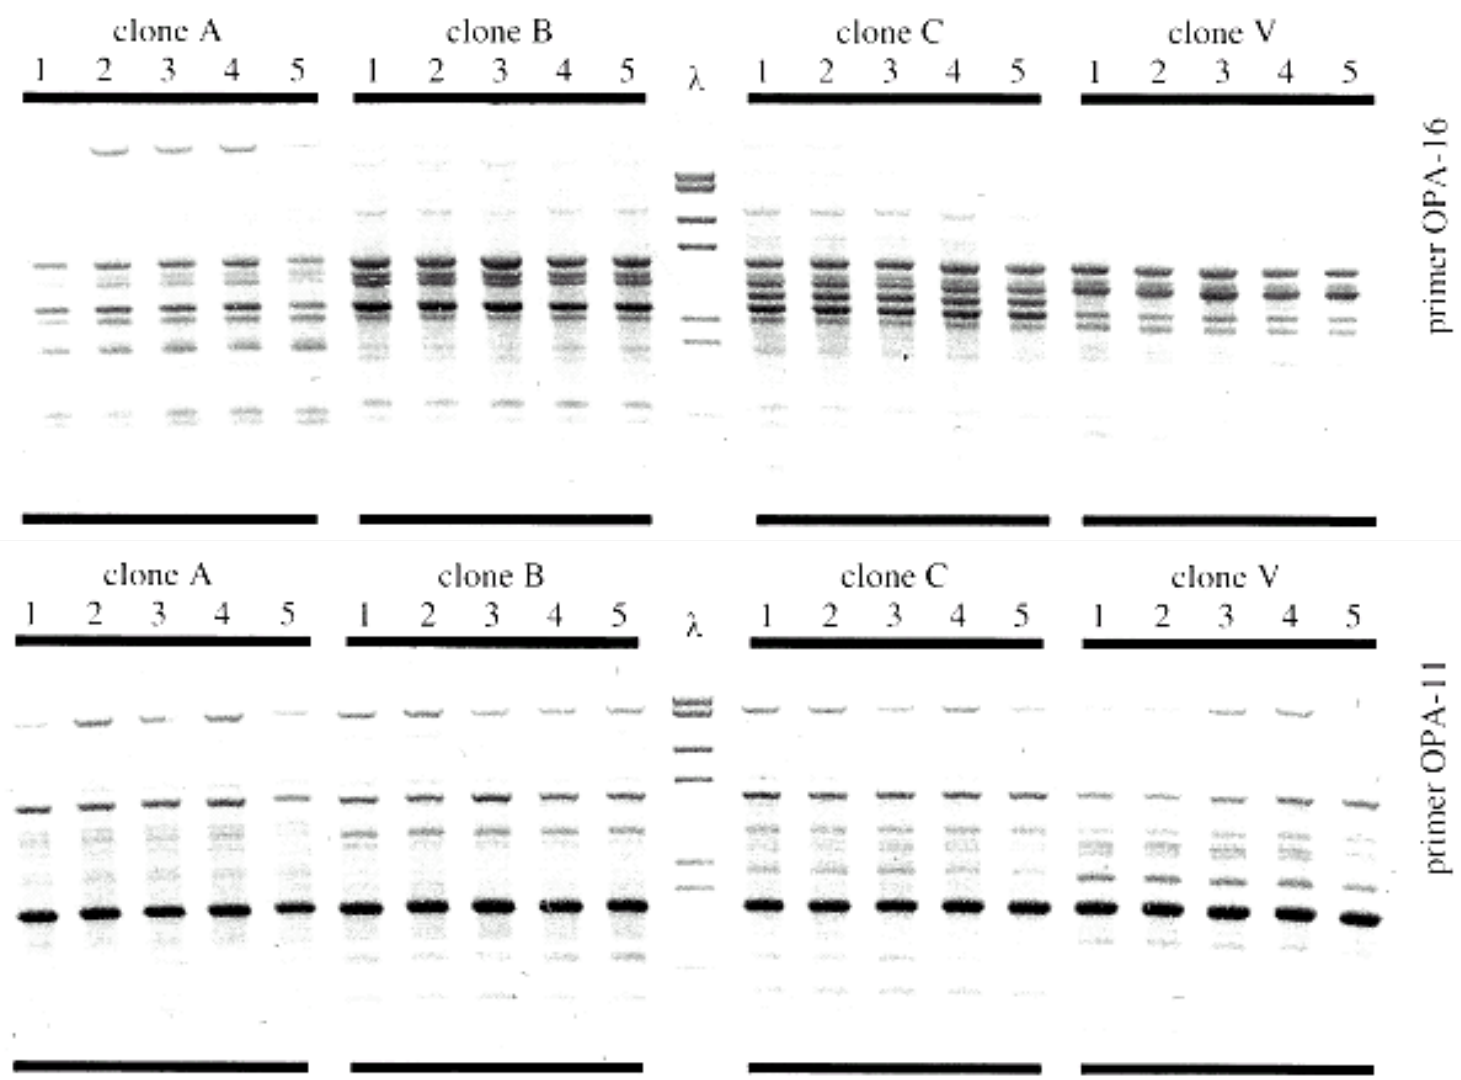 clone A clone B clone C clone V
1 2 3 4 5 1 2 3 4 5 λ 1 2 3 4 5 1 2 3 4 5
primer OPA-16
clone A clone B clone C clone V
1 2 3 4 5 1 2 3 4 5 λ 1 2 3 4 5 1 2 3 4 5
primer OPA-11